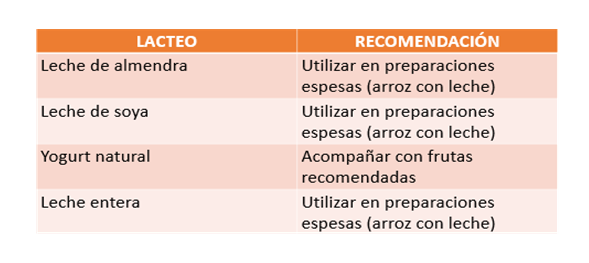 LACTEO RECOMENDACIÓN
Leche de almendra Utilizar en preparaciones
espesas (arroz con leche)
Leche de soya Utilizar en preparaciones
espesas (arroz con leche)
Yogurt natural Acompañar con frutas
recomendadas
Leche entera Utilizar en preparaciones
espesas (arroz con leche)